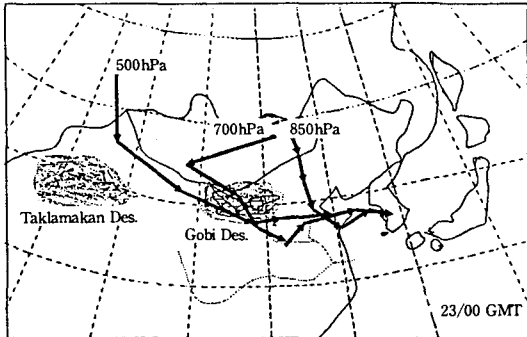 500hPa
700hPa 850hPa
Taklamakan Des.
Gobi Des.
23/00 GMT